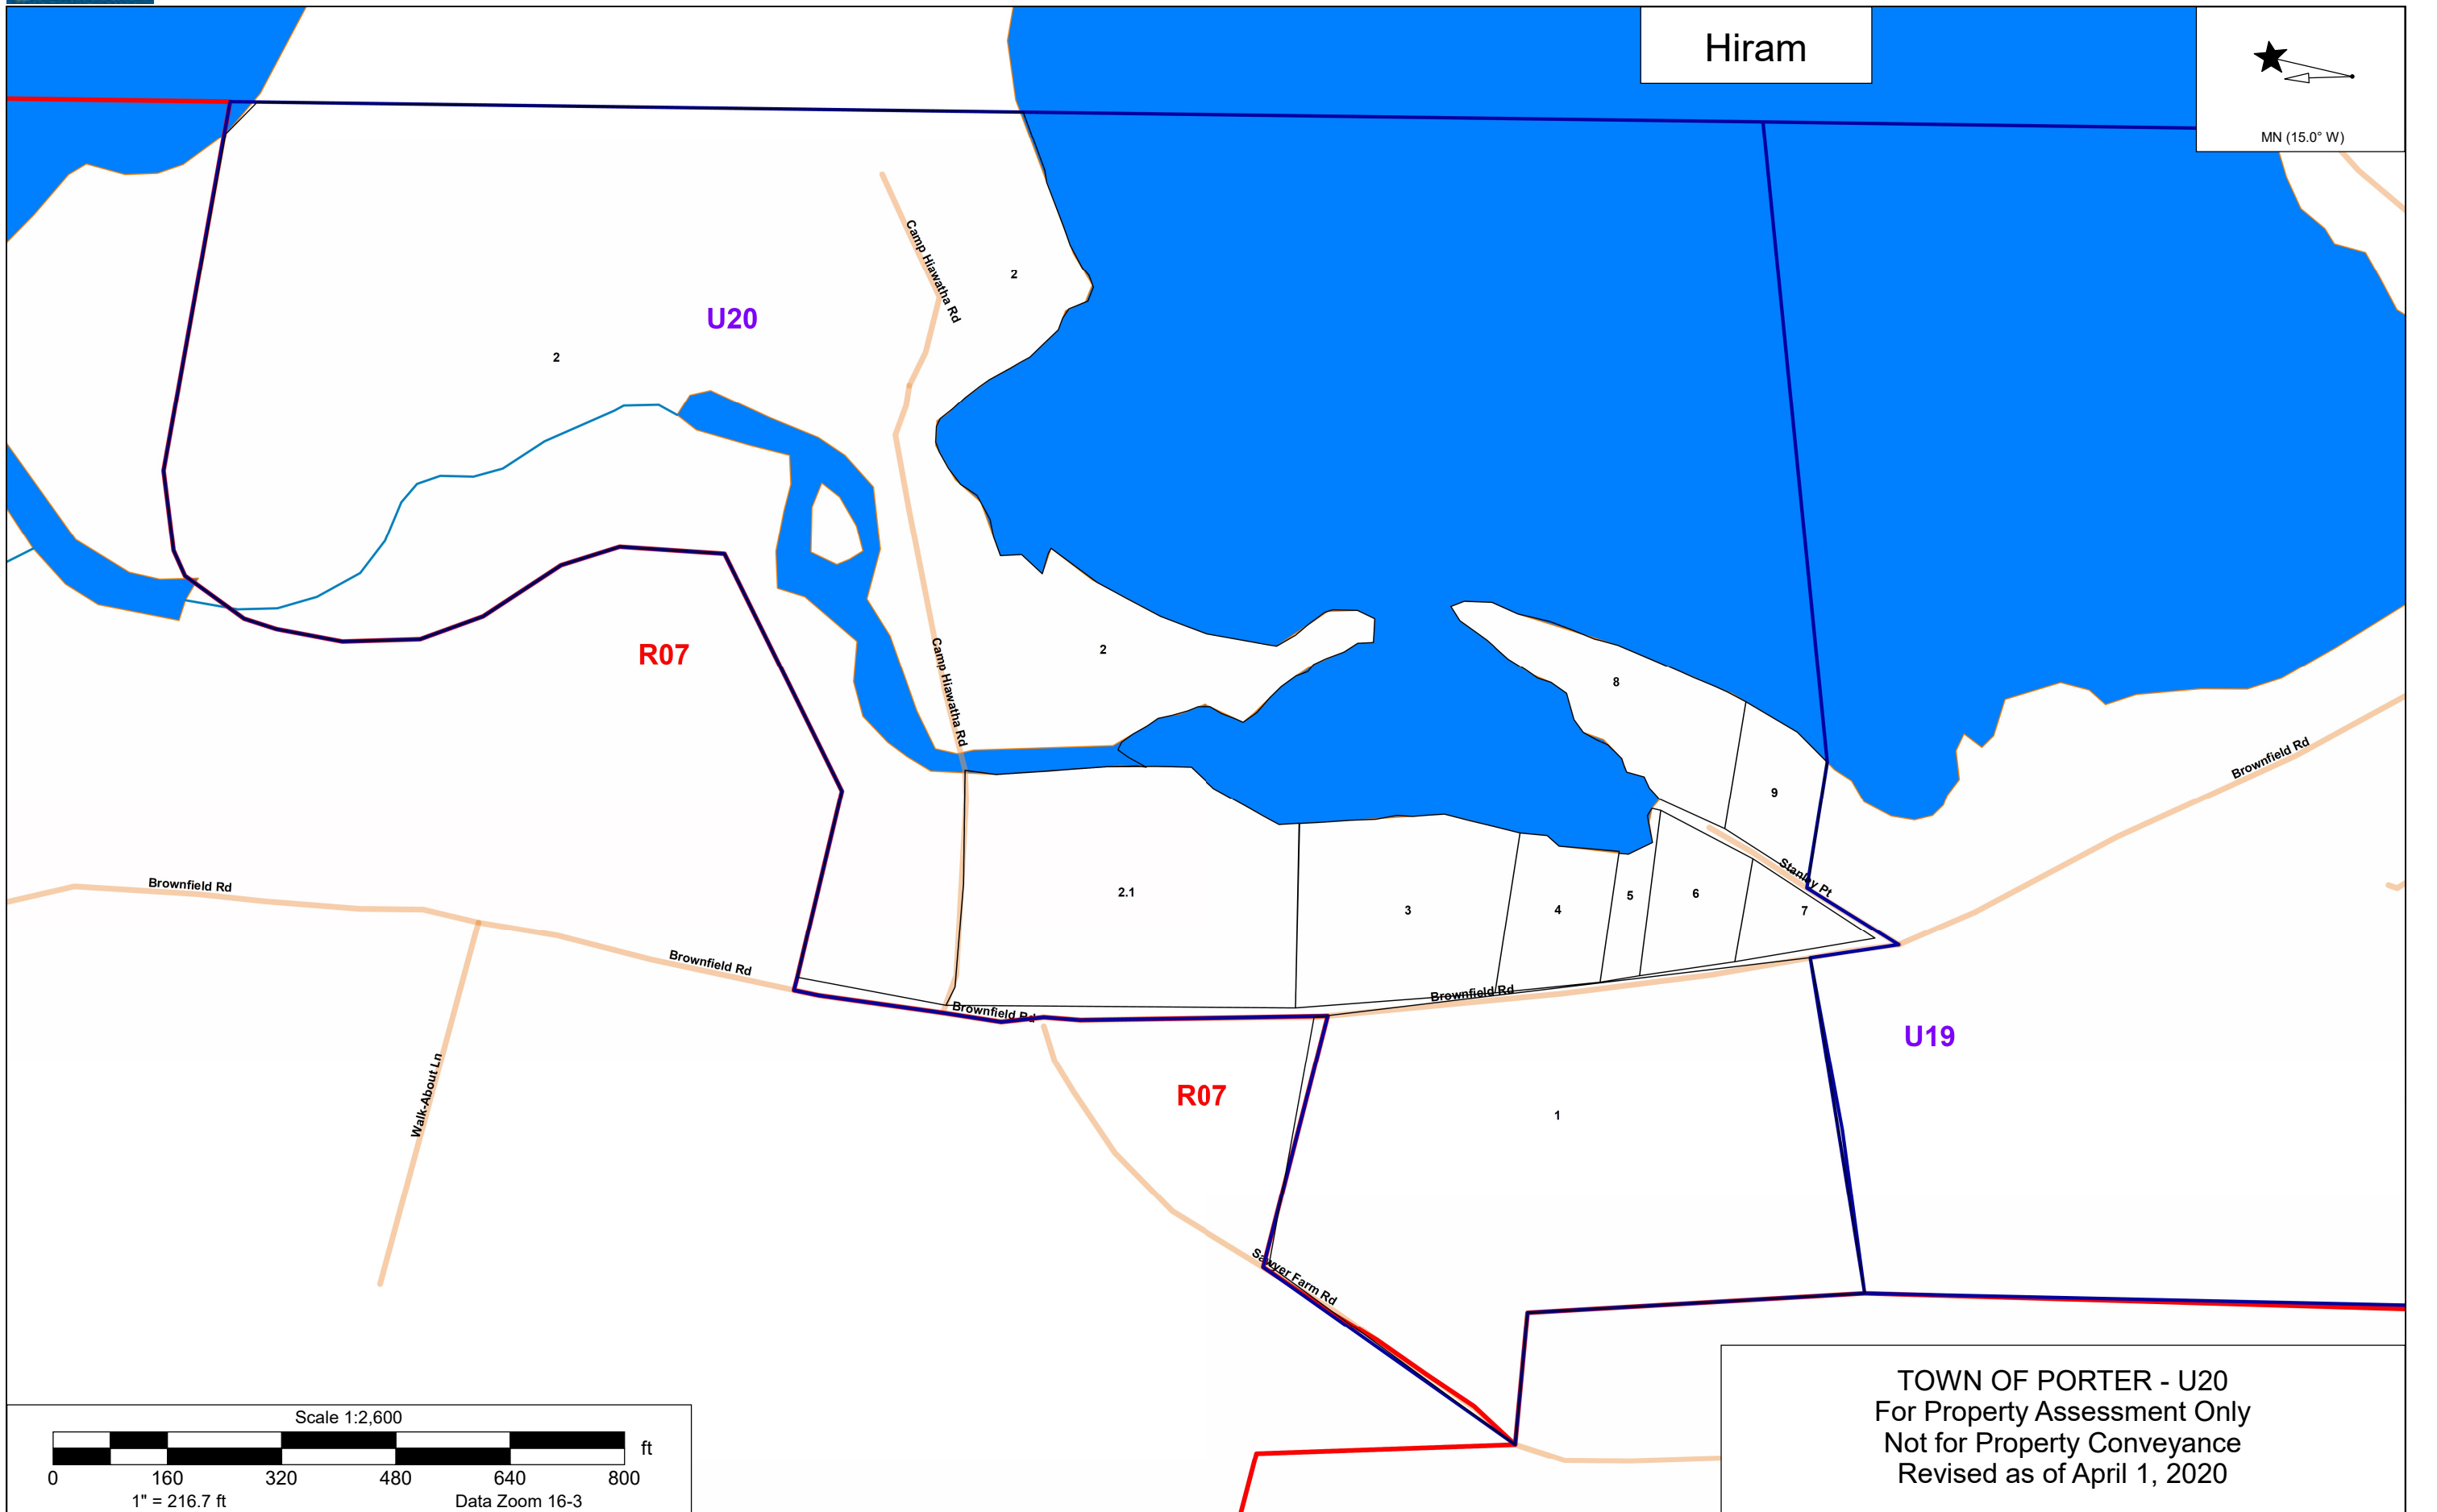 Hiram
MN (15.0° W)
Camp Hiawatha Rd
2
U20
2
R07
Camp Hiawatha Rd
2
8
9
Brownfield Rd
Stanley Pt
Brownfield Rd
2.1
3
4
5
6
7
Brownfield Rd
Brownfield Rd
Brownfield Rd
U19
Walk-About Ln
R07
1
Sawyer Farm Rd
TOWN OF PORTER - U20
For Property Assessment Only
Not for Property Conveyance
Revised as of April 1, 2020
Scale 1:2,600
ft
0 160 320 480 640 800
1" = 216.7 ft
Data Zoom 16-3